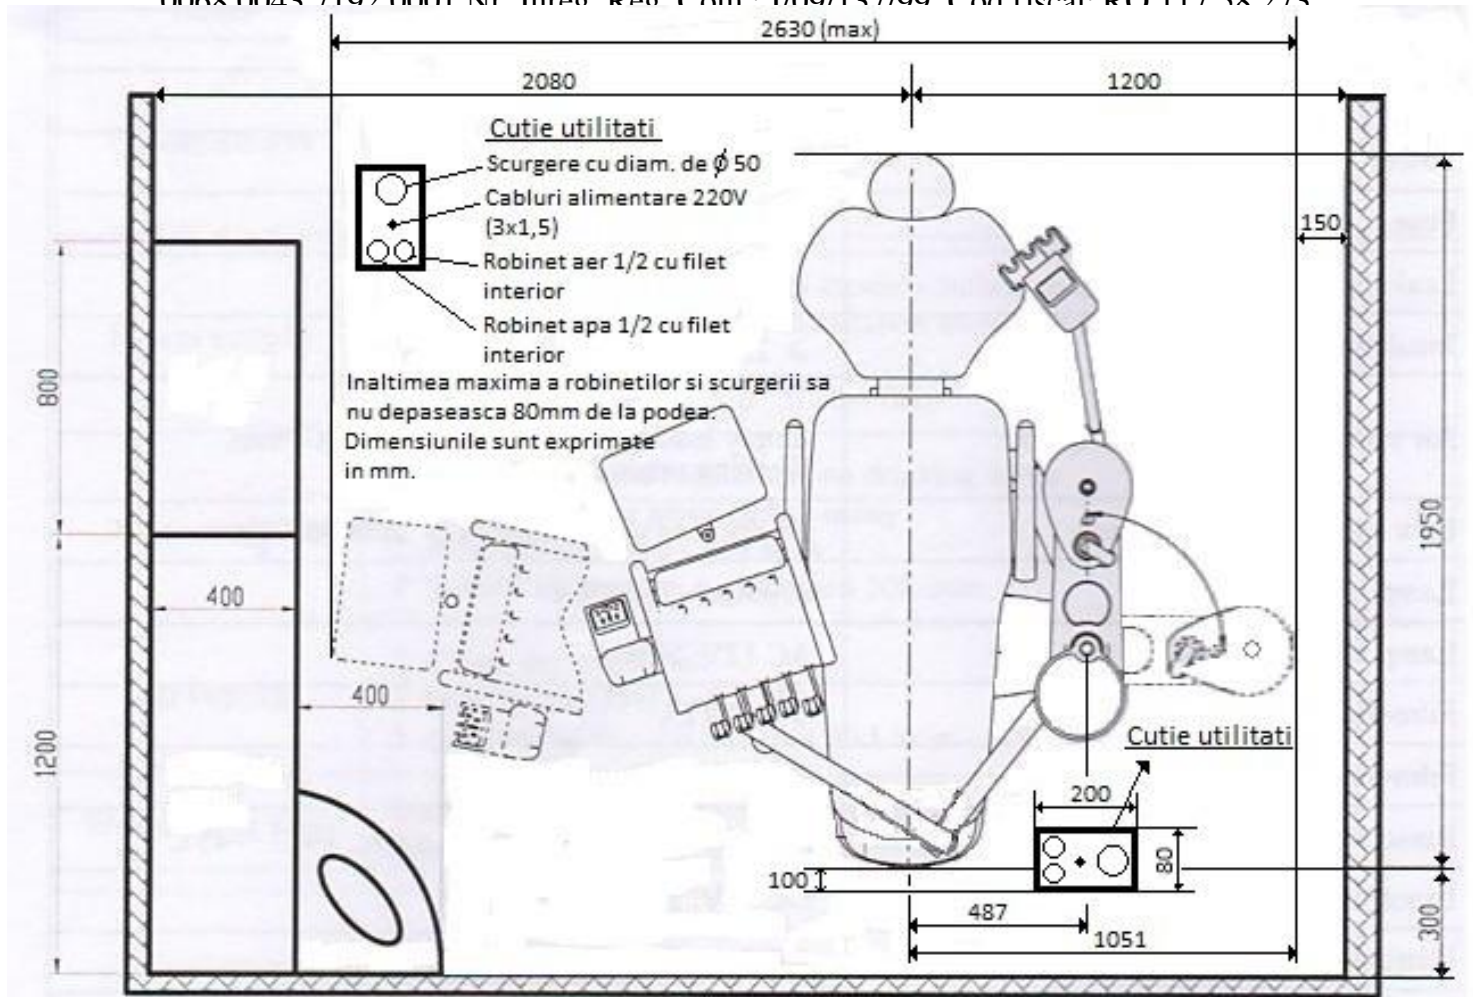 2630 (max)
2080
1200
Cutie utilitati
Scurgere cu diam. de ϕ 50
Cabluri alimentare 220V
(3x1,5)
Robinet aer 1/2 cu filet
interior
Robinet apa 1/2 cu filet
interior
Inaltimea maxima a robinetilor si scurgerii sa
nu depaseasca 80mm de la podea.
Dimensiunile sunt exprimate
in mm.
150
800
1950
400
400
1200
Cutie utilitati
200
80
100
487
1051
300